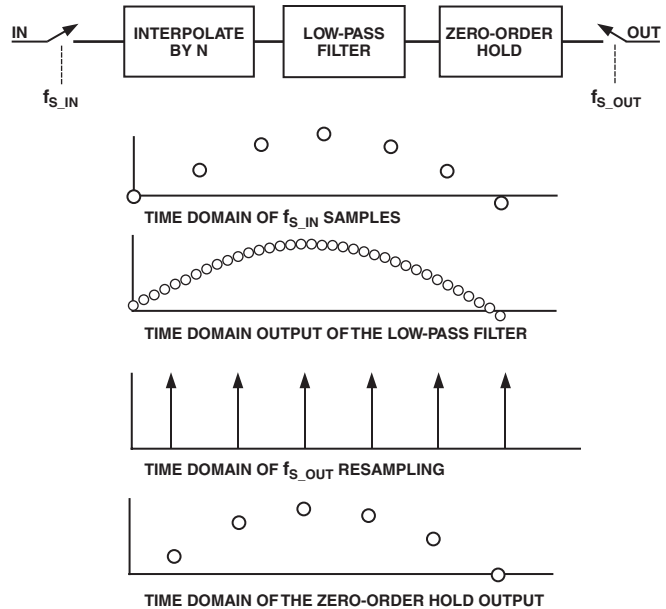 IN
INTERPOLATE
BY N
LOW-PASS
FILTER
ZERO-ORDER
HOLD
OUT
fS_IN
fS_OUT
TIME DOMAIN OF fS_IN SAMPLES
TIME DOMAIN OUTPUT OF THE LOW-PASS FILTER
TIME DOMAIN OF fS_OUT RESAMPLING
TIME DOMAIN OF THE ZERO-ORDER HOLD OUTPUT